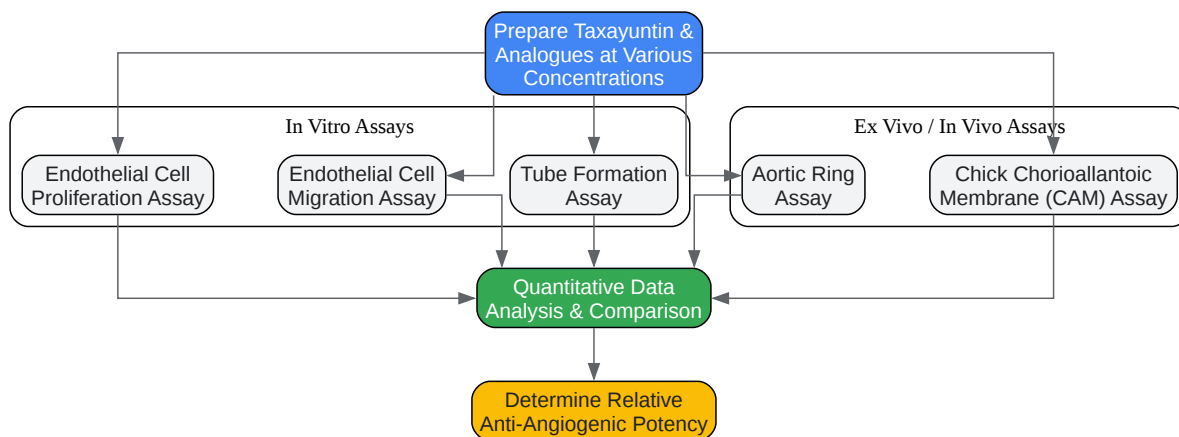 Prepare Taxayuntin &
Analogues at Various
Concentrations
In Vitro Assays
Ex Vivo / In Vivo Assays
Endothelial Cell
Proliferation Assay
Endothelial Cell
Migration Assay
Tube Formation
Assay
Aortic Ring
Assay
Chick Chorioallantoic
Membrane (CAM) Assay
Quantitative Data
Analysis & Comparison
Determine Relative
Anti-Angiogenic Potency